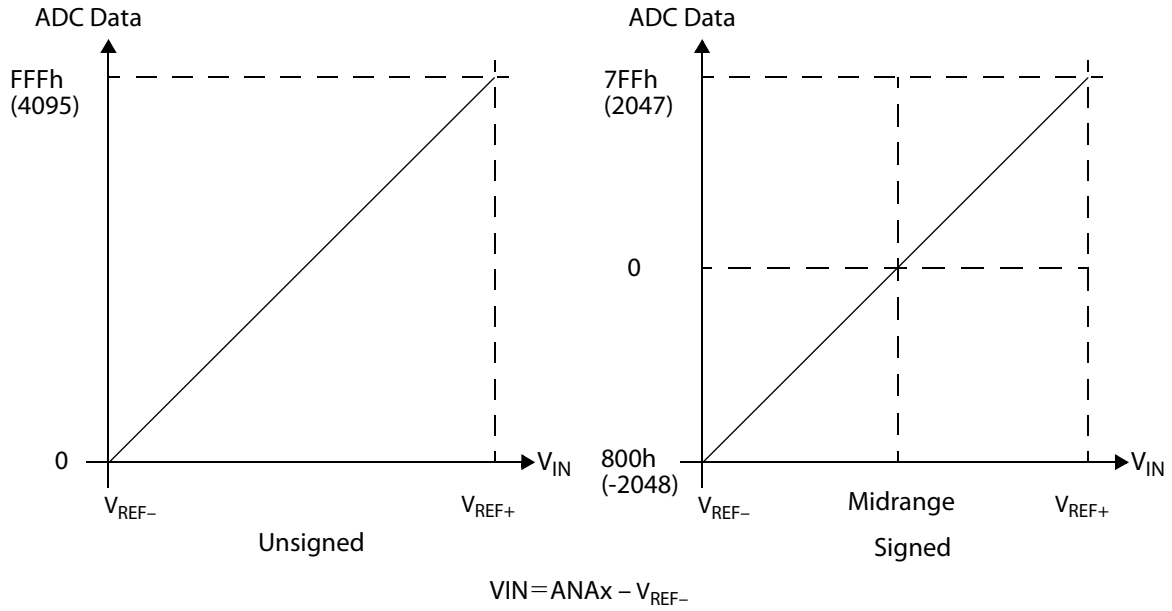 ADC Data
FFFh
(4095)
0
V_IN
V_REF–
V_REF+
Unsigned
ADC Data
7FFh
(2047)
0
800h
(-2048)
V_IN
V_REF–
Midrange
V_REF+
Signed
VIN=ANAx – V_REF–